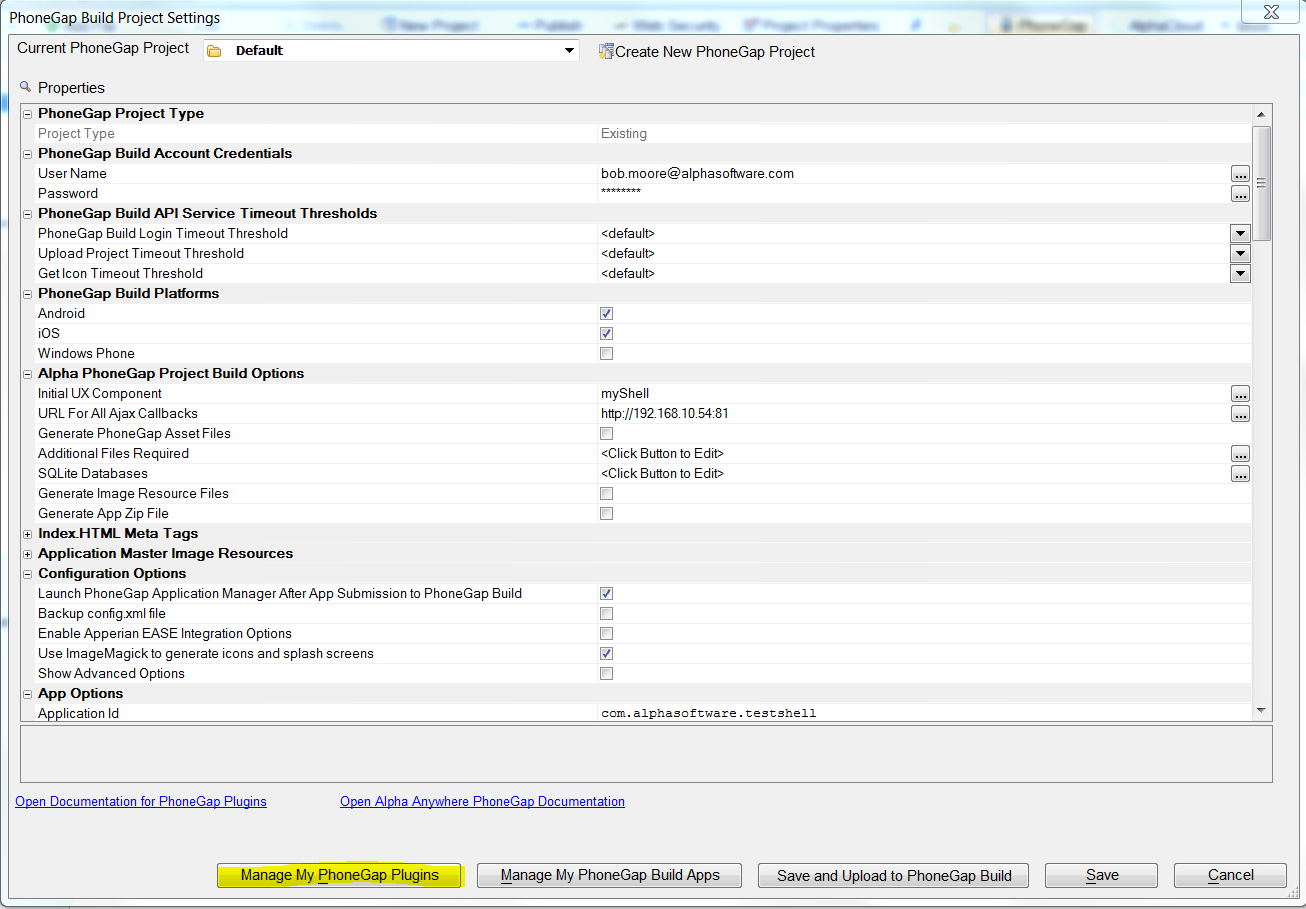 PhoneGap Build Project Settings
New Project Publish Web Security Project Properties PhoneGap AlphaCloud
Current PhoneGap Project Default Create New PhoneGap Project
Properties
PhoneGap Project Type
Project Type Existing
PhoneGap Build Account Credentials
User Name bob.moore@alphasoftware.com ...
Password ******** ...
PhoneGap Build API Service Timeout Thresholds
PhoneGap Build Login Timeout Threshold <default>
Upload Project Timeout Threshold <default>
Get Icon Timeout Threshold <default>
PhoneGap Build Platforms
Android
iOS
Windows Phone
Alpha PhoneGap Project Build Options
Initial UX Component myShell ...
URL For All Ajax Callbacks http://192.168.10.54:81 ...
Generate PhoneGap Asset Files
Additional Files Required <Click Button to Edit> ...
SQLite Databases <Click Button to Edit> ...
Generate Image Resource Files
Generate App Zip File
Index.HTML Meta Tags
Application Master Image Resources
Configuration Options
Launch PhoneGap Application Manager After App Submission to PhoneGap Build
Backup config.xml file
Enable Apperian EASE Integration Options
Use ImageMagick to generate icons and splash screens
Show Advanced Options
App Options
Application Id com.alphasoftware.testshell
Open Documentation for PhoneGap Plugins Open Alpha Anywhere PhoneGap Documentation
Manage My PhoneGap Plugins Manage My PhoneGap Build Apps Save and Upload to PhoneGap Build Save Cancel